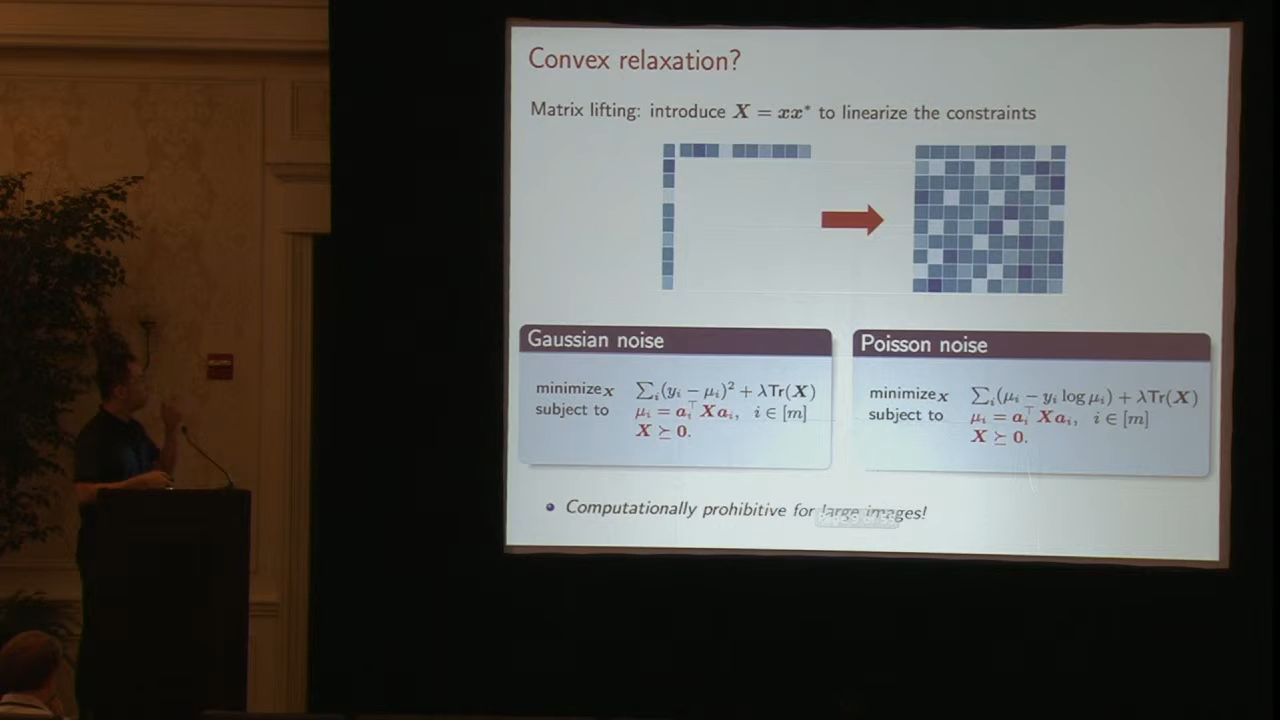 Convex relaxation?
Matrix lifting: introduce X = xx* to linearize the constraints
Gaussian noise
minimize_X ∑_i(y_i − μ_i)² + λTr(X)
subject to μ_i = a_i^⊤ X a_i, i ∈ [m]
X ⪰ 0.
Poisson noise
minimize_X ∑_i(μ_i − y_i log μ_i) + λTr(X)
subject to μ_i = a_i^⊤ X a_i, i ∈ [m]
X ⪰ 0.
• Computationally prohibitive for large images!